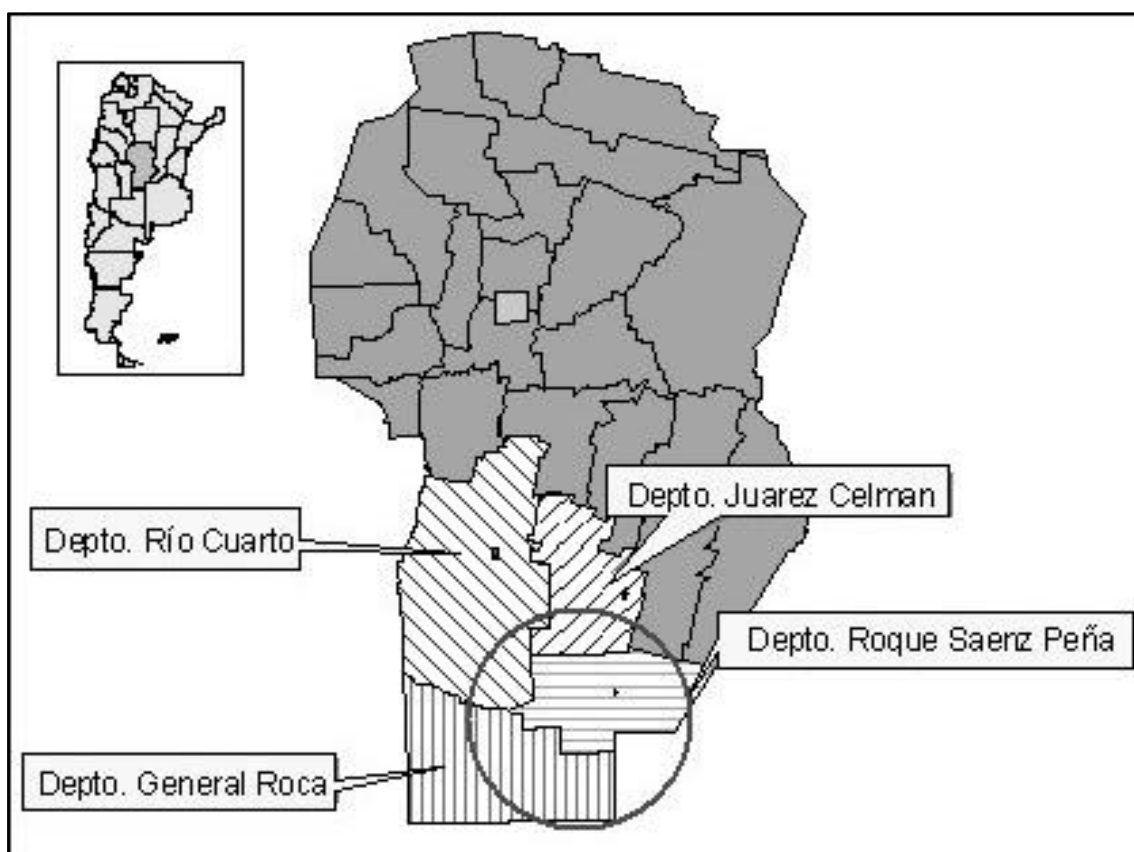 Depto. Juarez Celman
Depto. Río Cuarto
Depto. Roque Saenz Peña
Depto. General Roca